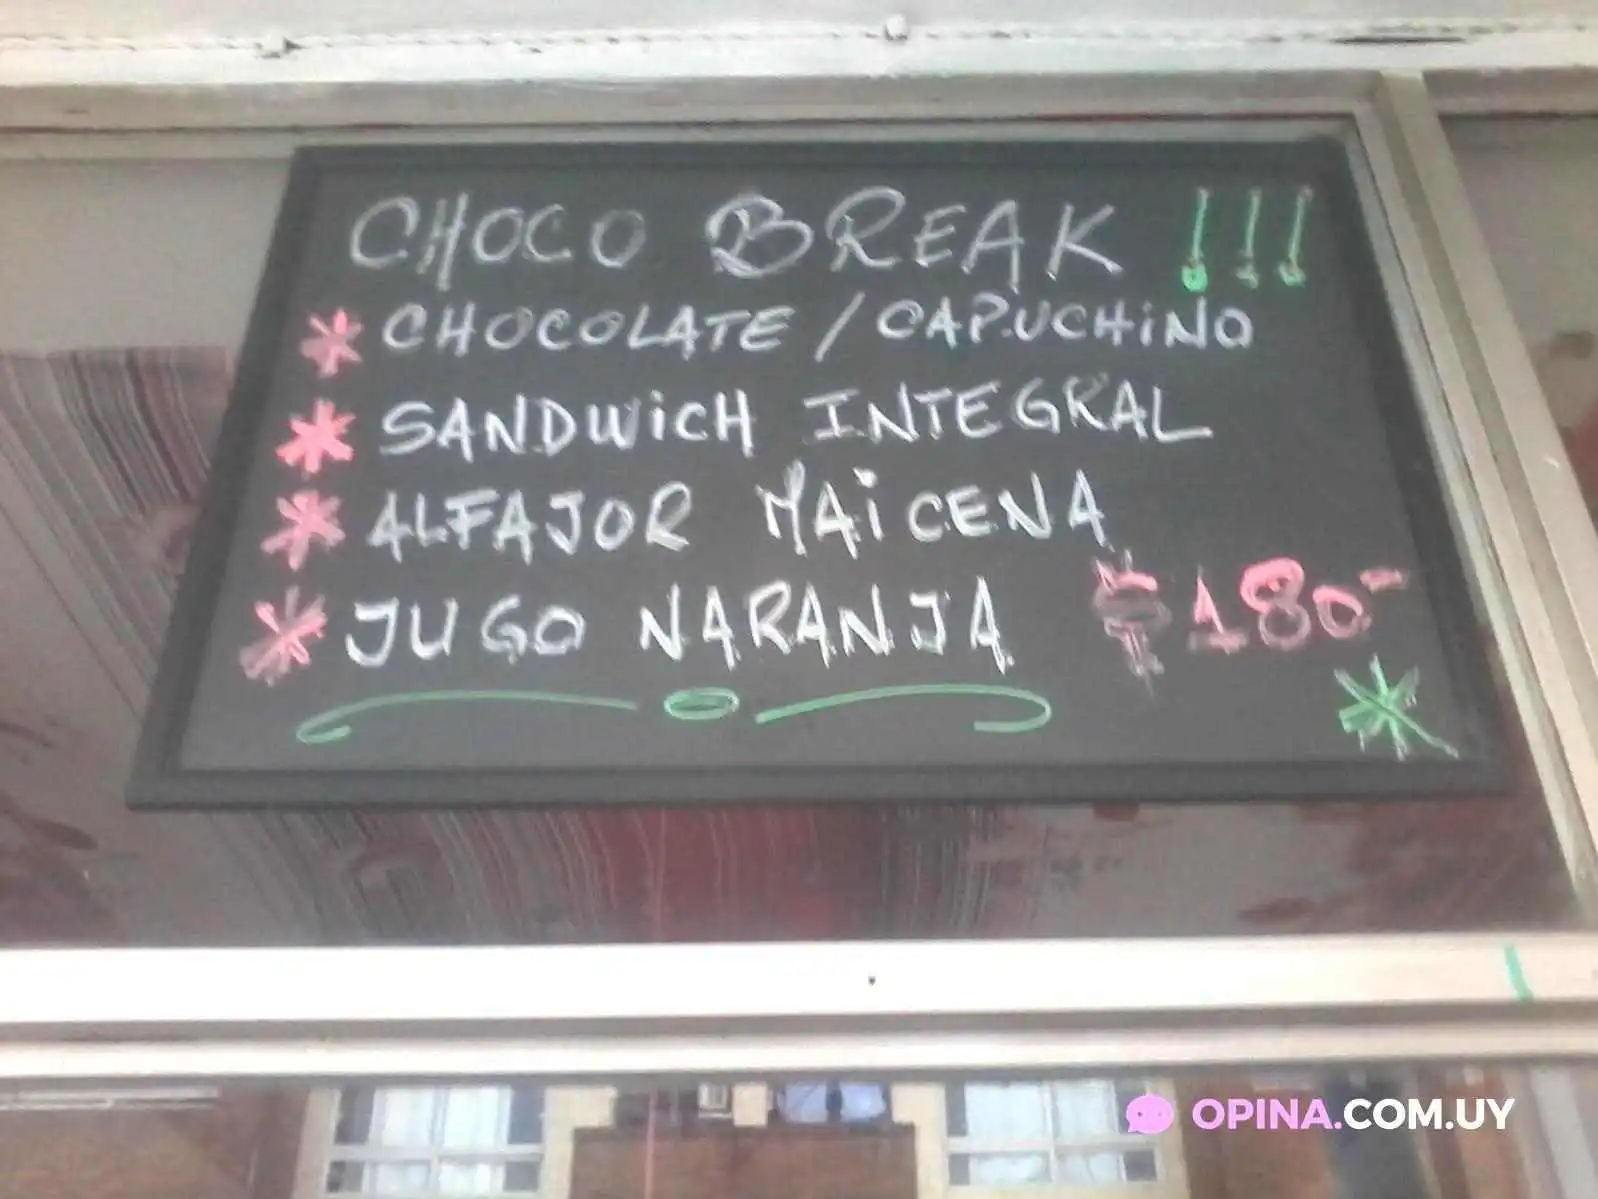 CHOCO BREAK !!!
* CHOCOLATE / CAPUCHiNO
* SANDWiCH INTEGRAL
* ALFAJOR MAiCENA
* JUGO NARANJA $180-
*
OPINA.COM.UY